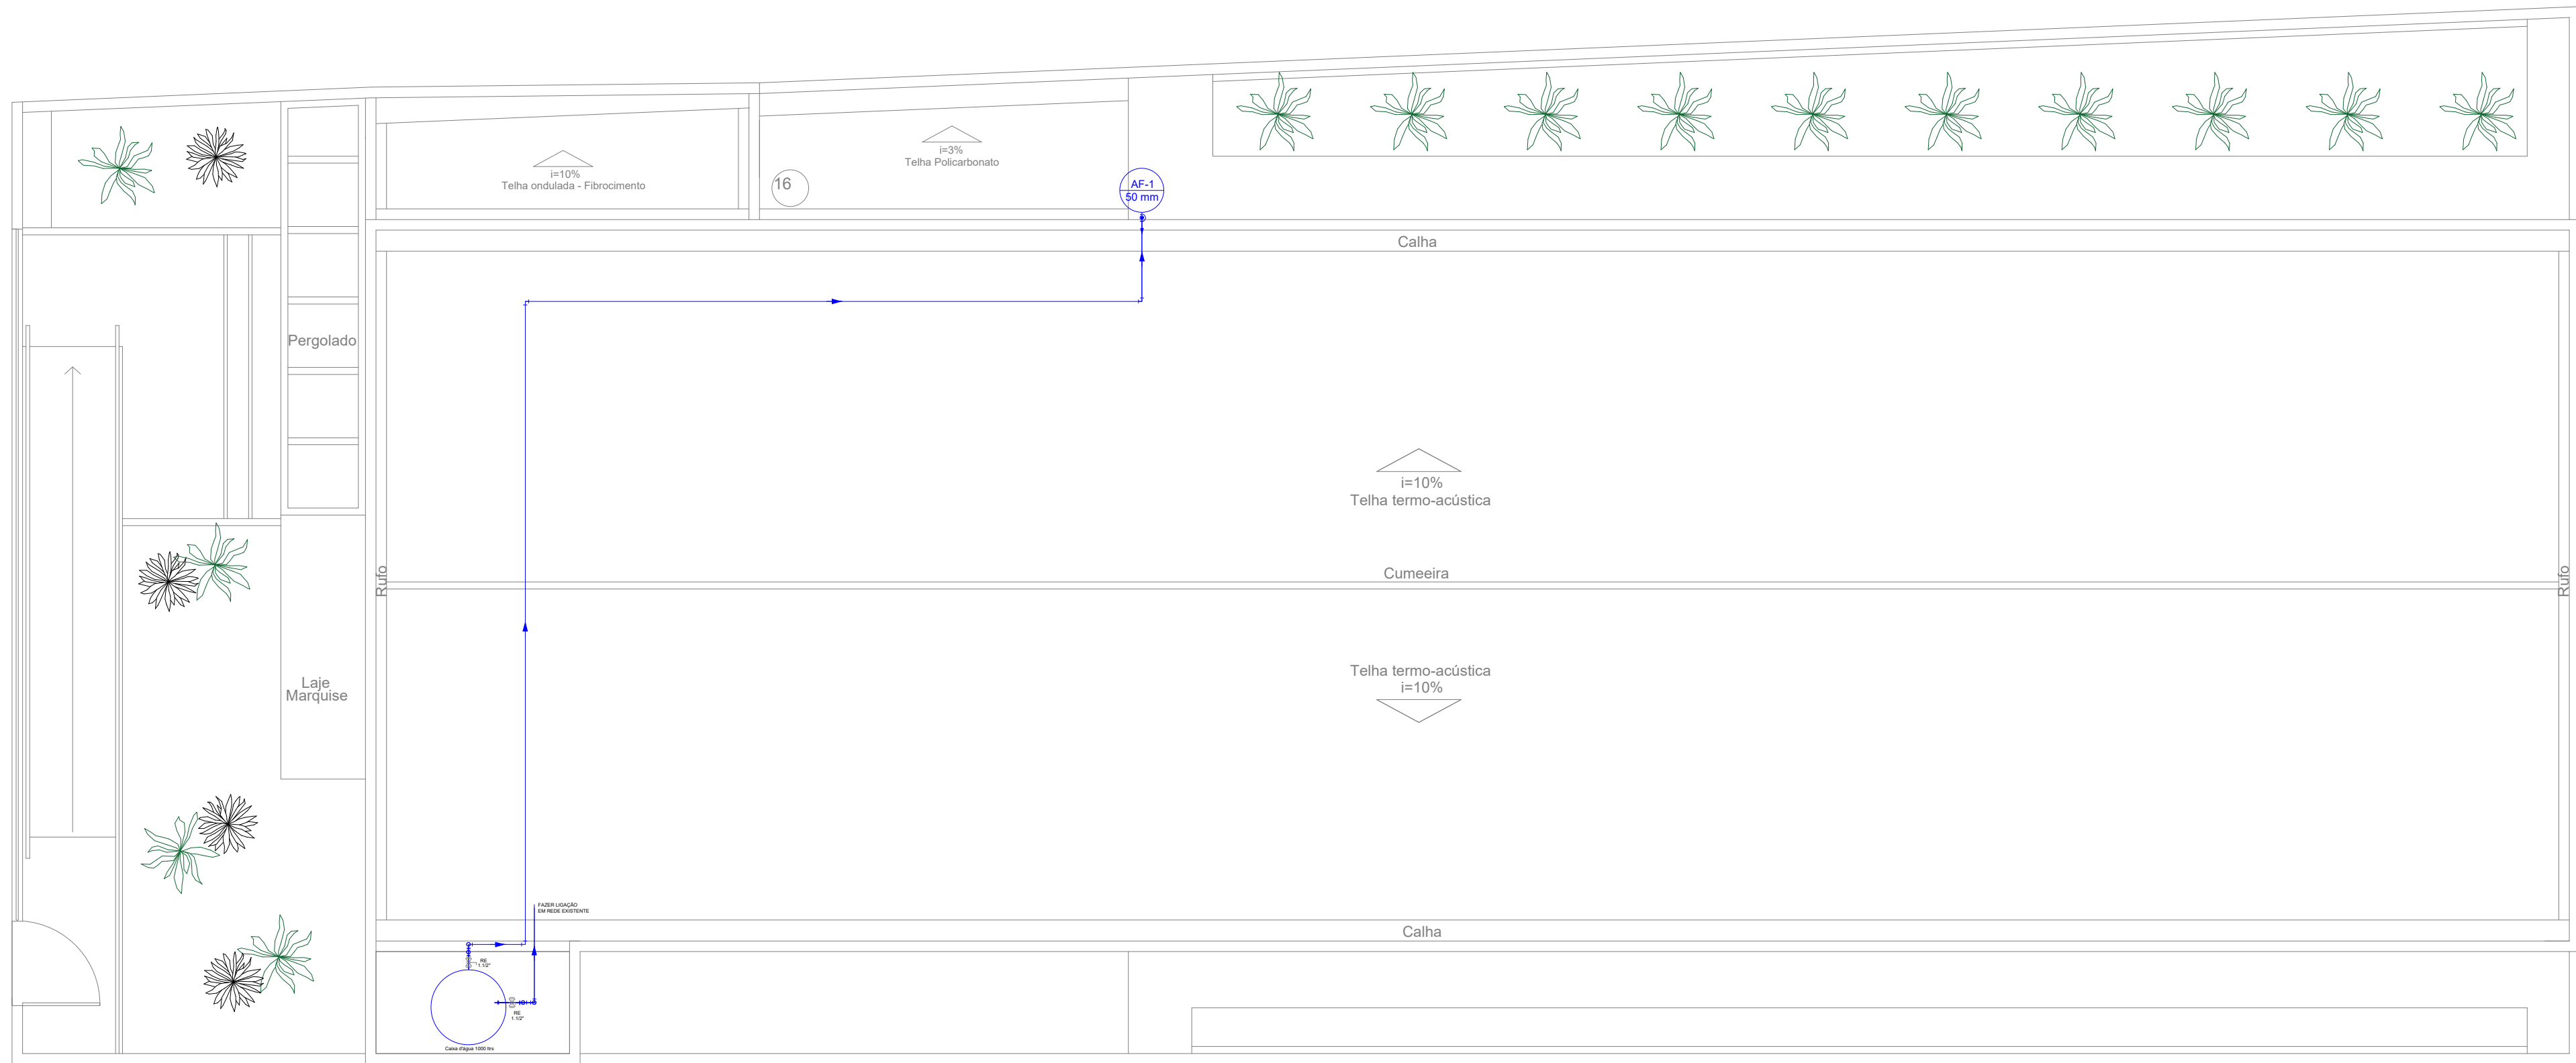 i=3%
Telha Policarbonato
i=10%
Telha ondulada - Fibrocimento
16
AF-1
50 mm
Calha
Pergolado
i=10%
Telha termo-acústica
Rufo
Cumeeira
Rufo
Telha termo-acústica
i=10%
Laje
Marquise
FAZER LIGAÇÃO
EM REDE EXISTENTE
Calha
RE
1.1/2"
RE
1.1/2"
Caixa d'água 1000 ltrs